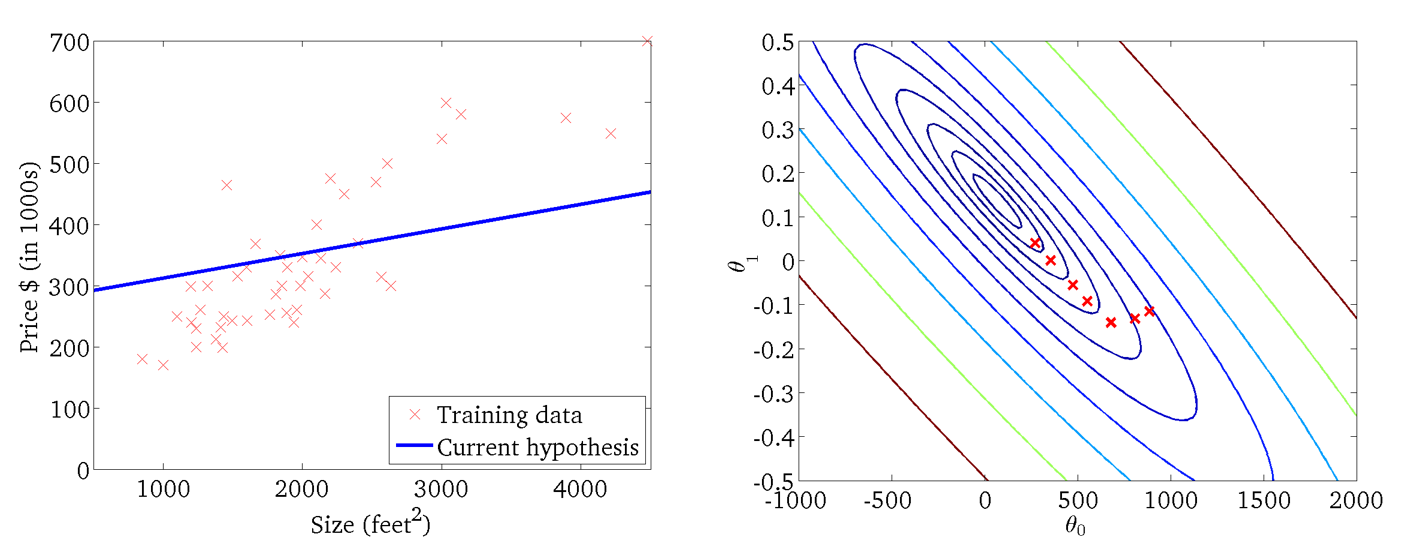 700
600
500
400
300
200
100
0
Price $ (in 1000s)
1000 2000 3000 4000
Size (feet²)
Training data
Current hypothesis
0.5
0.4
0.3
0.2
0.1
0
-0.1
-0.2
-0.3
-0.4
-0.5
θ₁
-1000 -500 0 500 1000 1500 2000
θ₀